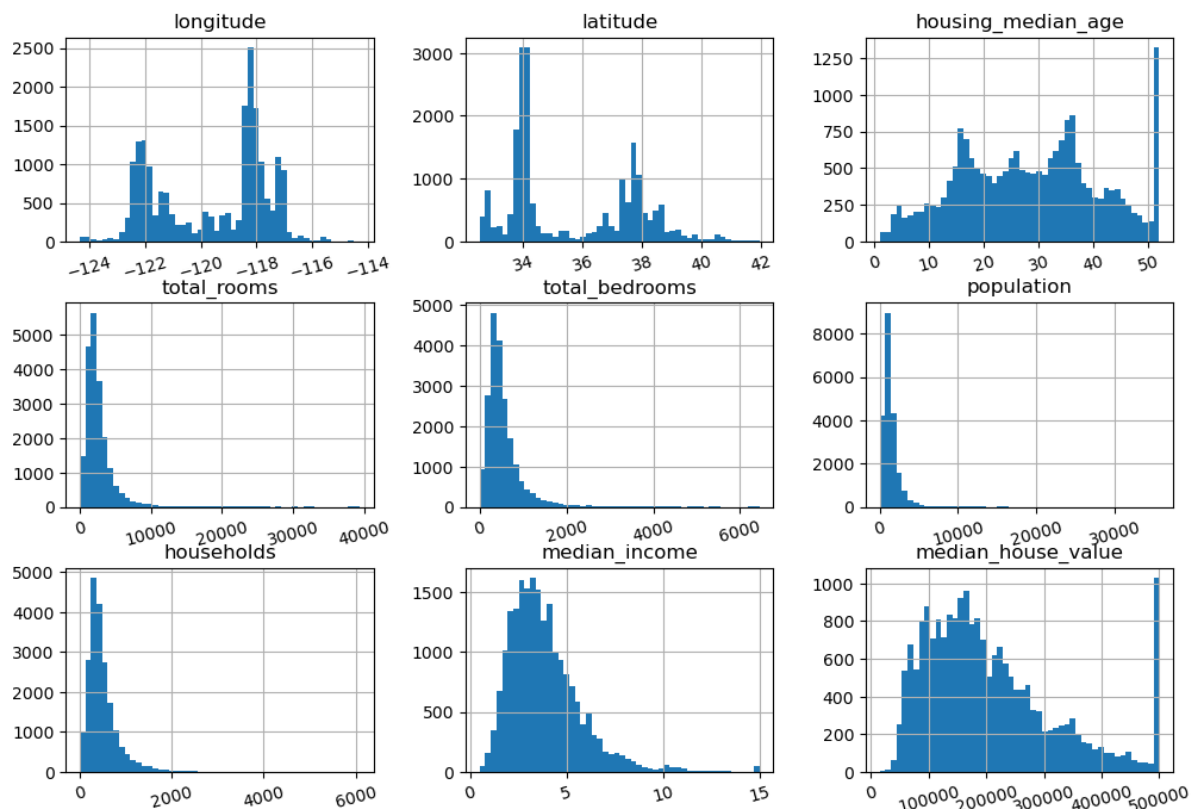 longitude
2500
2000
1500
1000
500
0
−124 −122 −120 −118 −116 −114
latitude
3000
2000
1000
0
34 36 38 40 42
housing_median_age
1250
1000
750
500
250
0
0 10 20 30 40 50
total_rooms
5000
4000
3000
2000
1000
0
0 10000 20000 30000 40000
total_bedrooms
5000
4000
3000
2000
1000
0
0 2000 4000 6000
population
8000
6000
4000
2000
0
0 10000 20000 30000
households
5000
4000
3000
2000
1000
0
0 2000 4000 6000
median_income
1500
1000
500
0
0 5 10 15
median_house_value
1000
800
600
400
200
0
100000 200000 300000 400000 500000